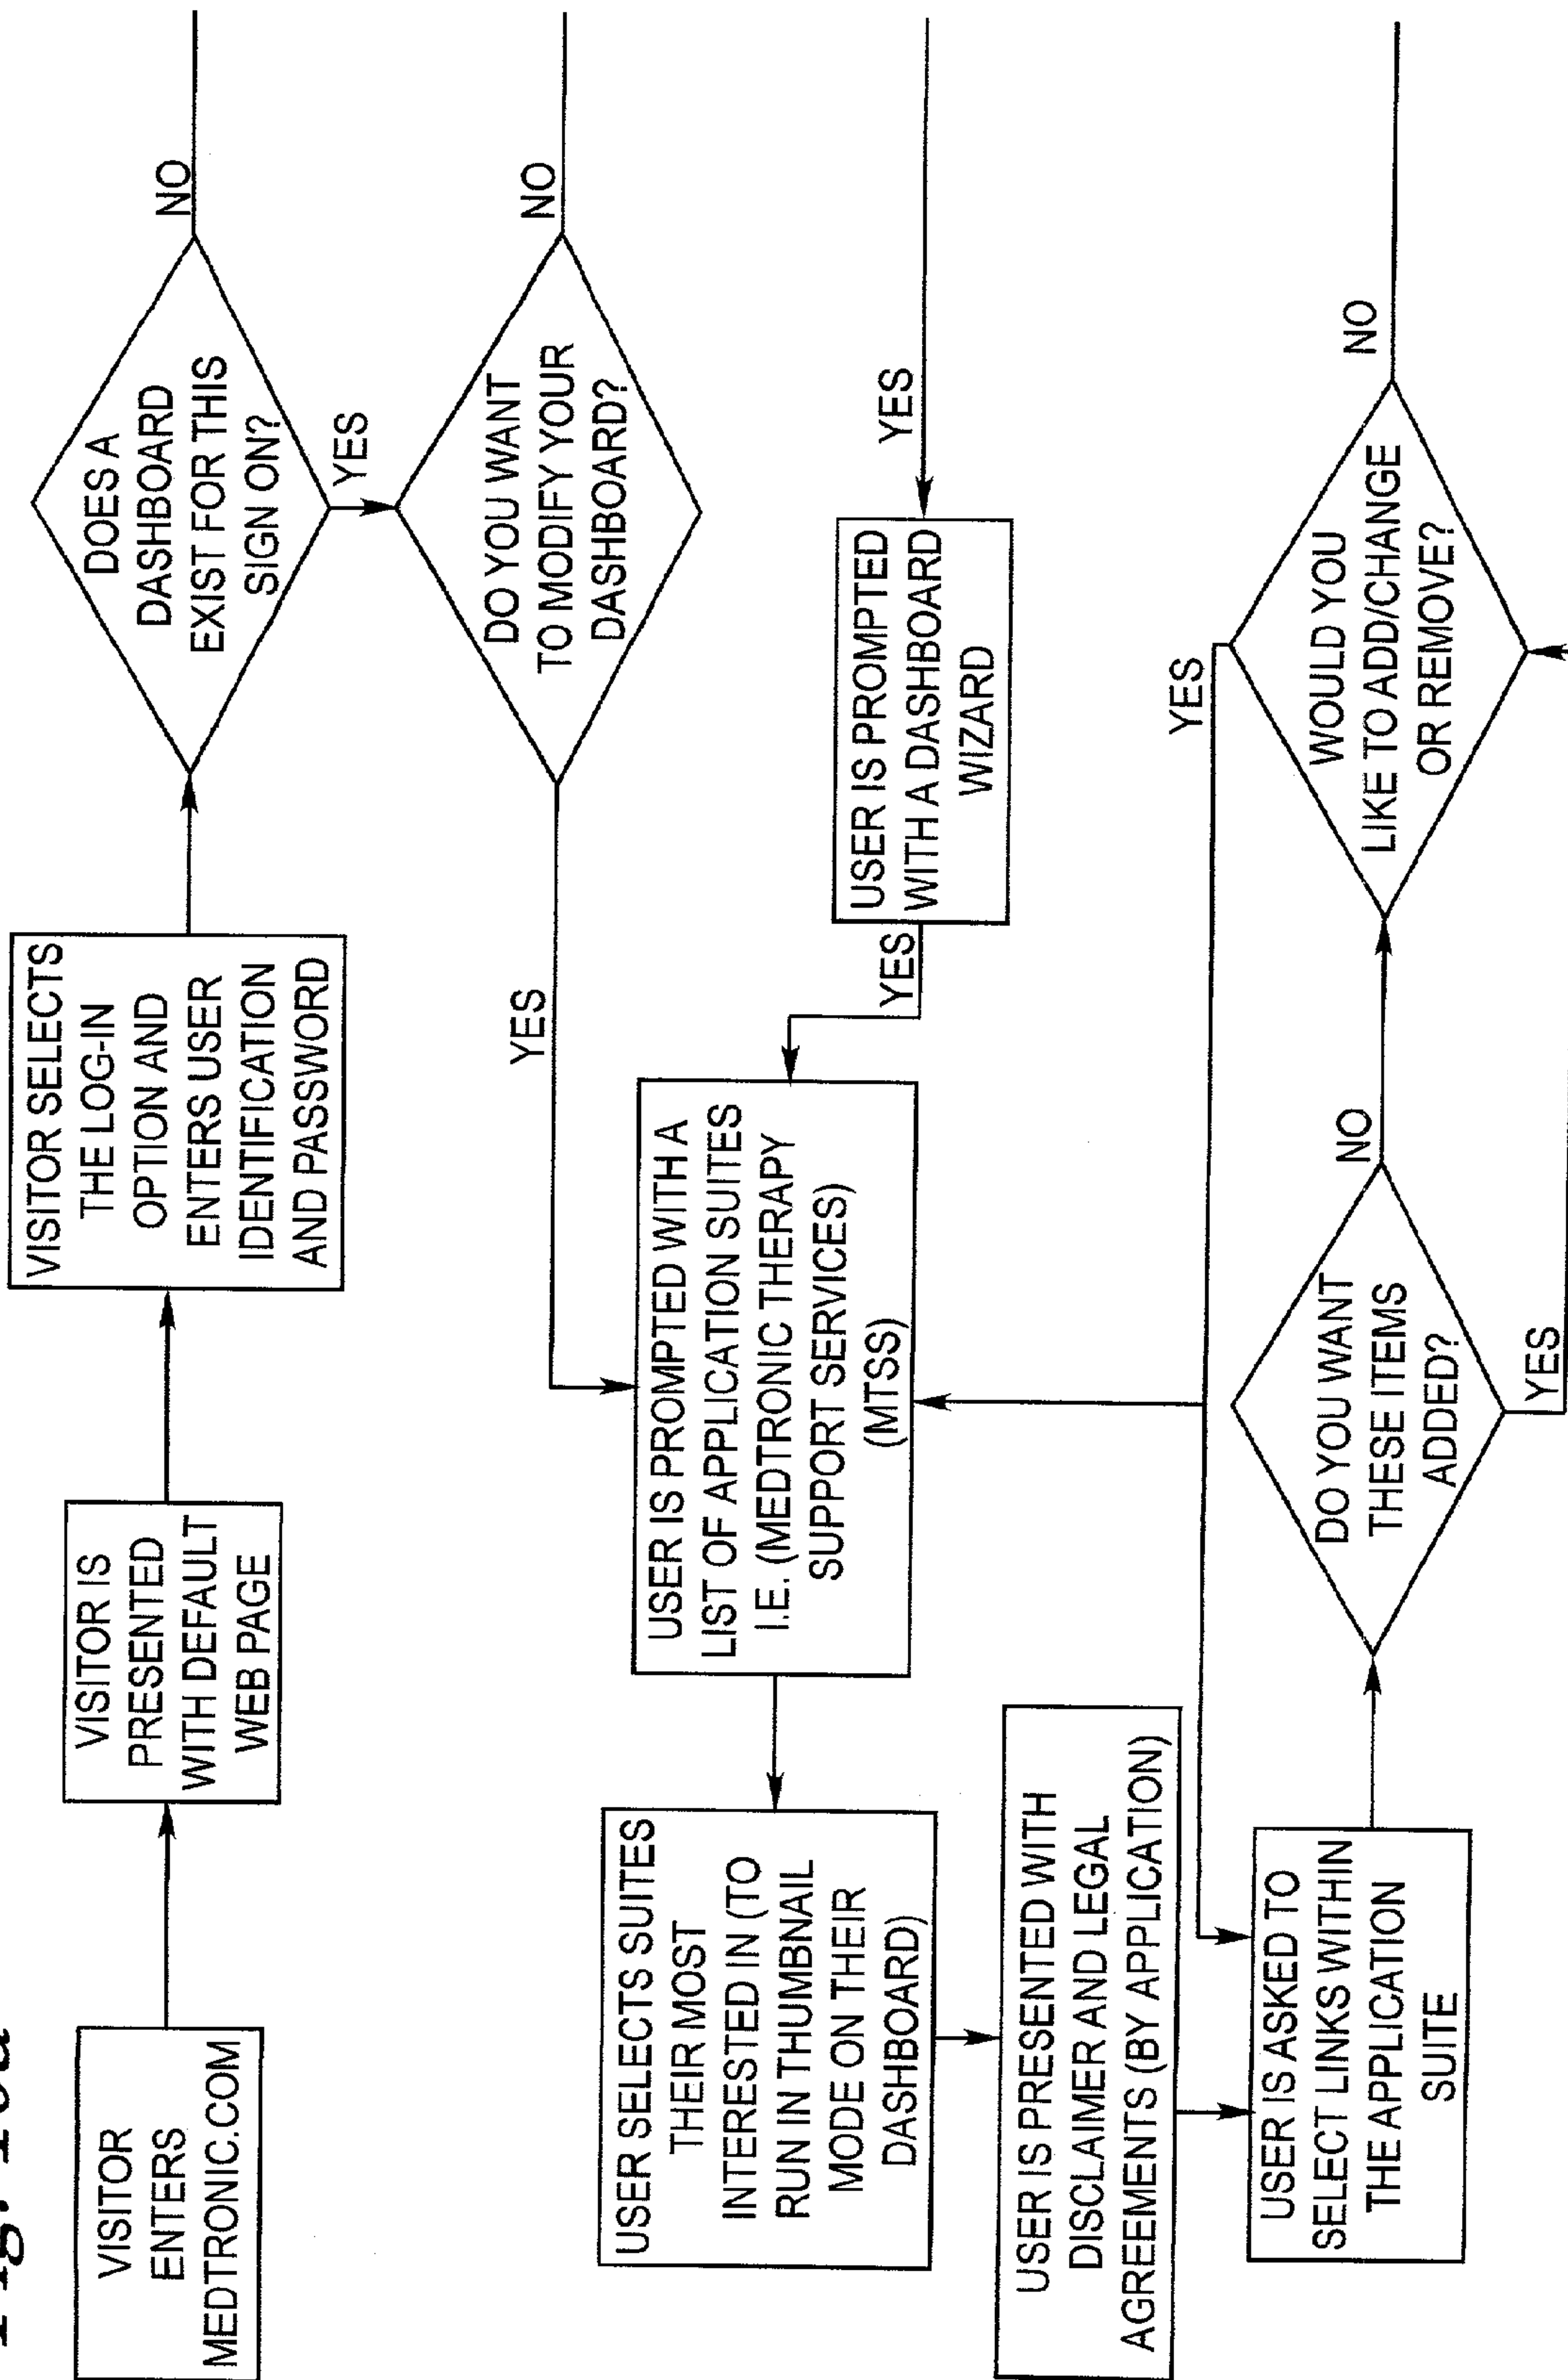 VISITOR
ENTERS
MEDTRONIC.COM
VISITOR IS
PRESENTED
WITH DEFAULT
WEB PAGE
VISITOR SELECTS
THE LOG-IN
OPTION AND
ENTERS USER
IDENTIFICATION
AND PASSWORD
DOES A
DASHBOARD
EXIST FOR THIS
SIGN ON?
NO
YES
DO YOU WANT
TO MODIFY YOUR
DASHBOARD?
NO
YES
YES
USER IS PROMPTED
WITH A DASHBOARD
WIZARD
YES
USER IS PROMPTED WITH A
LIST OF APPLICATION SUITES
I.E. (MEDTRONIC THERAPY
SUPPORT SERVICES)
(MTSS)
USER SELECTS SUITES
THEIR MOST
INTERESTED IN (TO
RUN IN THUMBNAIL
MODE ON THEIR
DASHBOARD)
USER IS PRESENTED WITH
DISCLAIMER AND LEGAL
AGREEMENTS (BY APPLICATION)
USER IS ASKED TO
SELECT LINKS WITHIN
THE APPLICATION
SUITE
DO YOU WANT
THESE ITEMS
ADDED?
NO
YES
WOULD YOU
LIKE TO ADD/CHANGE
OR REMOVE?
YES
NO